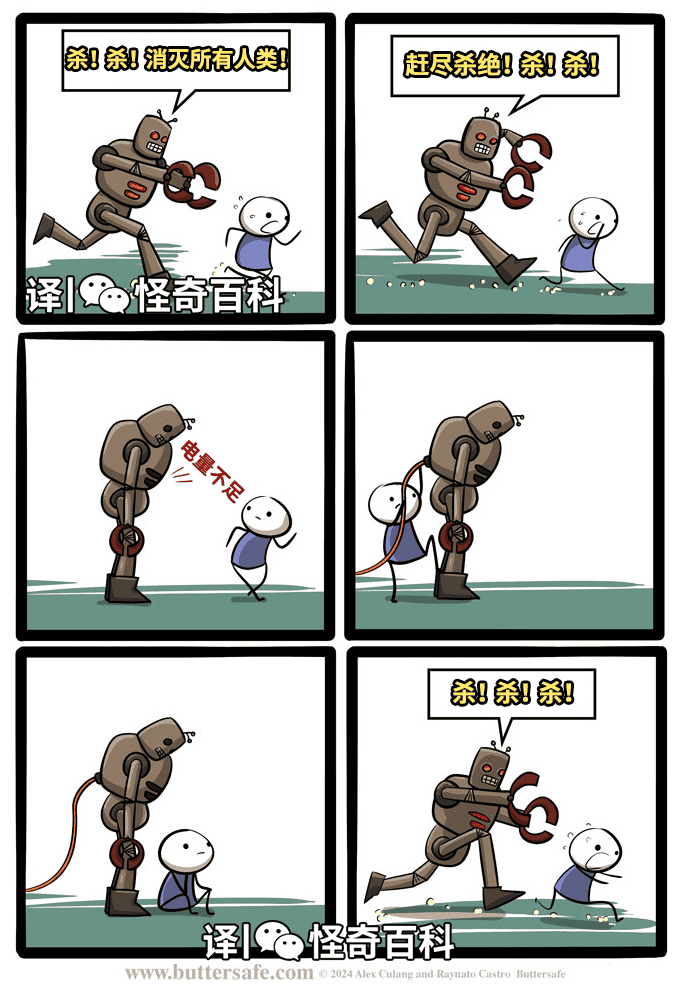 杀！杀！消灭所有人类！
赶尽杀绝！杀！杀！
译|怪奇百科
电量不足
杀！杀！杀！
译|怪奇百科
www.buttersafe.com © 2024 Alex Culang and Raynato Castro Buttersafe